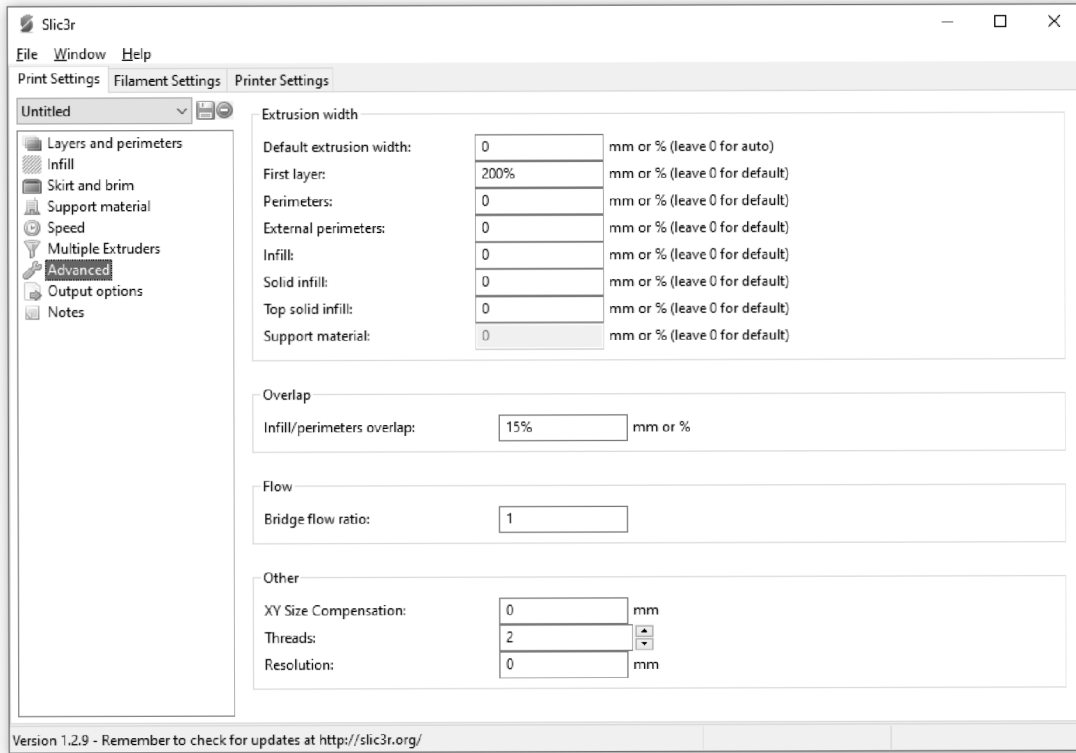 Slic3r
File Window Help
Print Settings Filament Settings Printer Settings
Untitled
Layers and perimeters
Infill
Skirt and brim
Support material
Speed
Multiple Extruders
Advanced
Output options
Notes
Extrusion width
Default extrusion width: 0 mm or % (leave 0 for auto)
First layer: 200% mm or % (leave 0 for default)
Perimeters: 0 mm or % (leave 0 for default)
External perimeters: 0 mm or % (leave 0 for default)
Infill: 0 mm or % (leave 0 for default)
Solid infill: 0 mm or % (leave 0 for default)
Top solid infill: 0 mm or % (leave 0 for default)
Support material: 0 mm or % (leave 0 for default)
Overlap
Infill/perimeters overlap: 15% mm or %
Flow
Bridge flow ratio: 1
Other
XY Size Compensation: 0 mm
Threads: 2
Resolution: 0 mm
Version 1.2.9 - Remember to check for updates at http://slic3r.org/